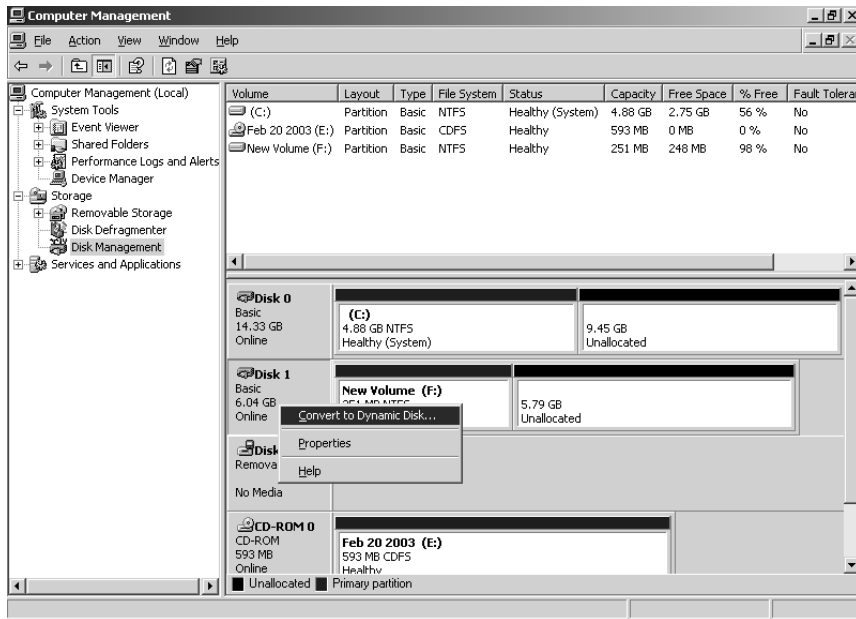 Computer Management
File Action View Window Help
Computer Management (Local)
System Tools
Event Viewer
Shared Folders
Performance Logs and Alerts
Device Manager
Storage
Removable Storage
Disk Defragmenter
Disk Management
Services and Applications
Volume Layout Type File System Status Capacity Free Space % Free Fault Tolera
(C:) Partition Basic NTFS Healthy (System) 4.88 GB 2.75 GB 56 % No
Feb 20 2003 (E:) Partition Basic CDFS Healthy 593 MB 0 MB 0 % No
New Volume (F:) Partition Basic NTFS Healthy 251 MB 248 MB 98 % No
Disk 0
Basic
14.33 GB
Online
(C:)
4.88 GB NTFS
Healthy (System)
9.45 GB
Unallocated
Disk 1
Basic
6.04 GB
Online
New Volume (F:)
251 MB NTFS
5.79 GB
Unallocated
Convert to Dynamic Disk...
Properties
Help
Disk
Remova
No Media
CD-ROM 0
CD-ROM
593 MB
Online
Feb 20 2003 (E:)
593 MB CDFS
Healthy
Unallocated Primary partition